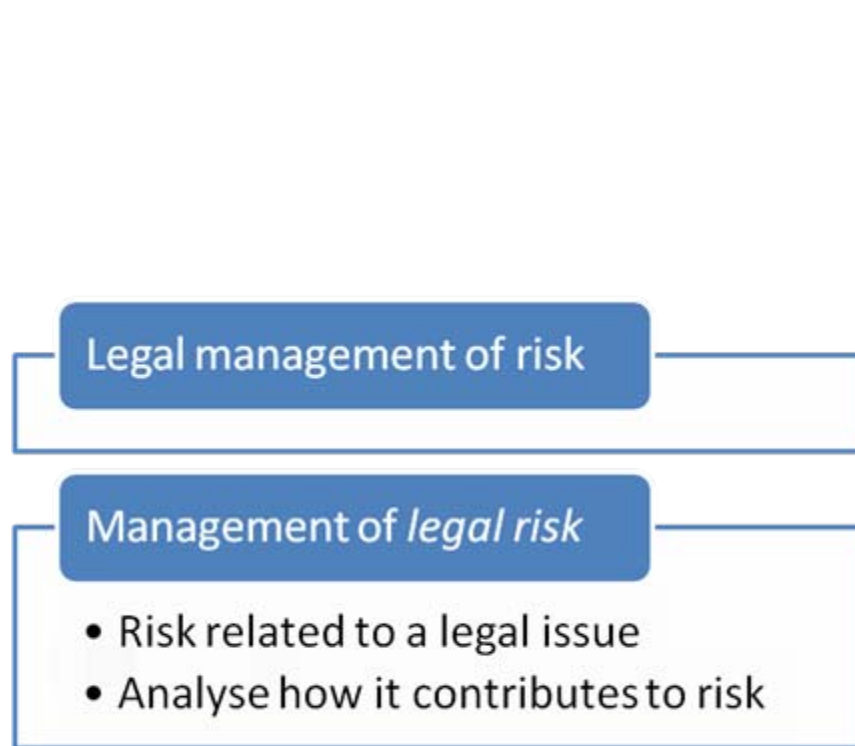 Legal management of risk
Management of legal risk
• Risk related to a legal issue
• Analyse how it contributes to risk